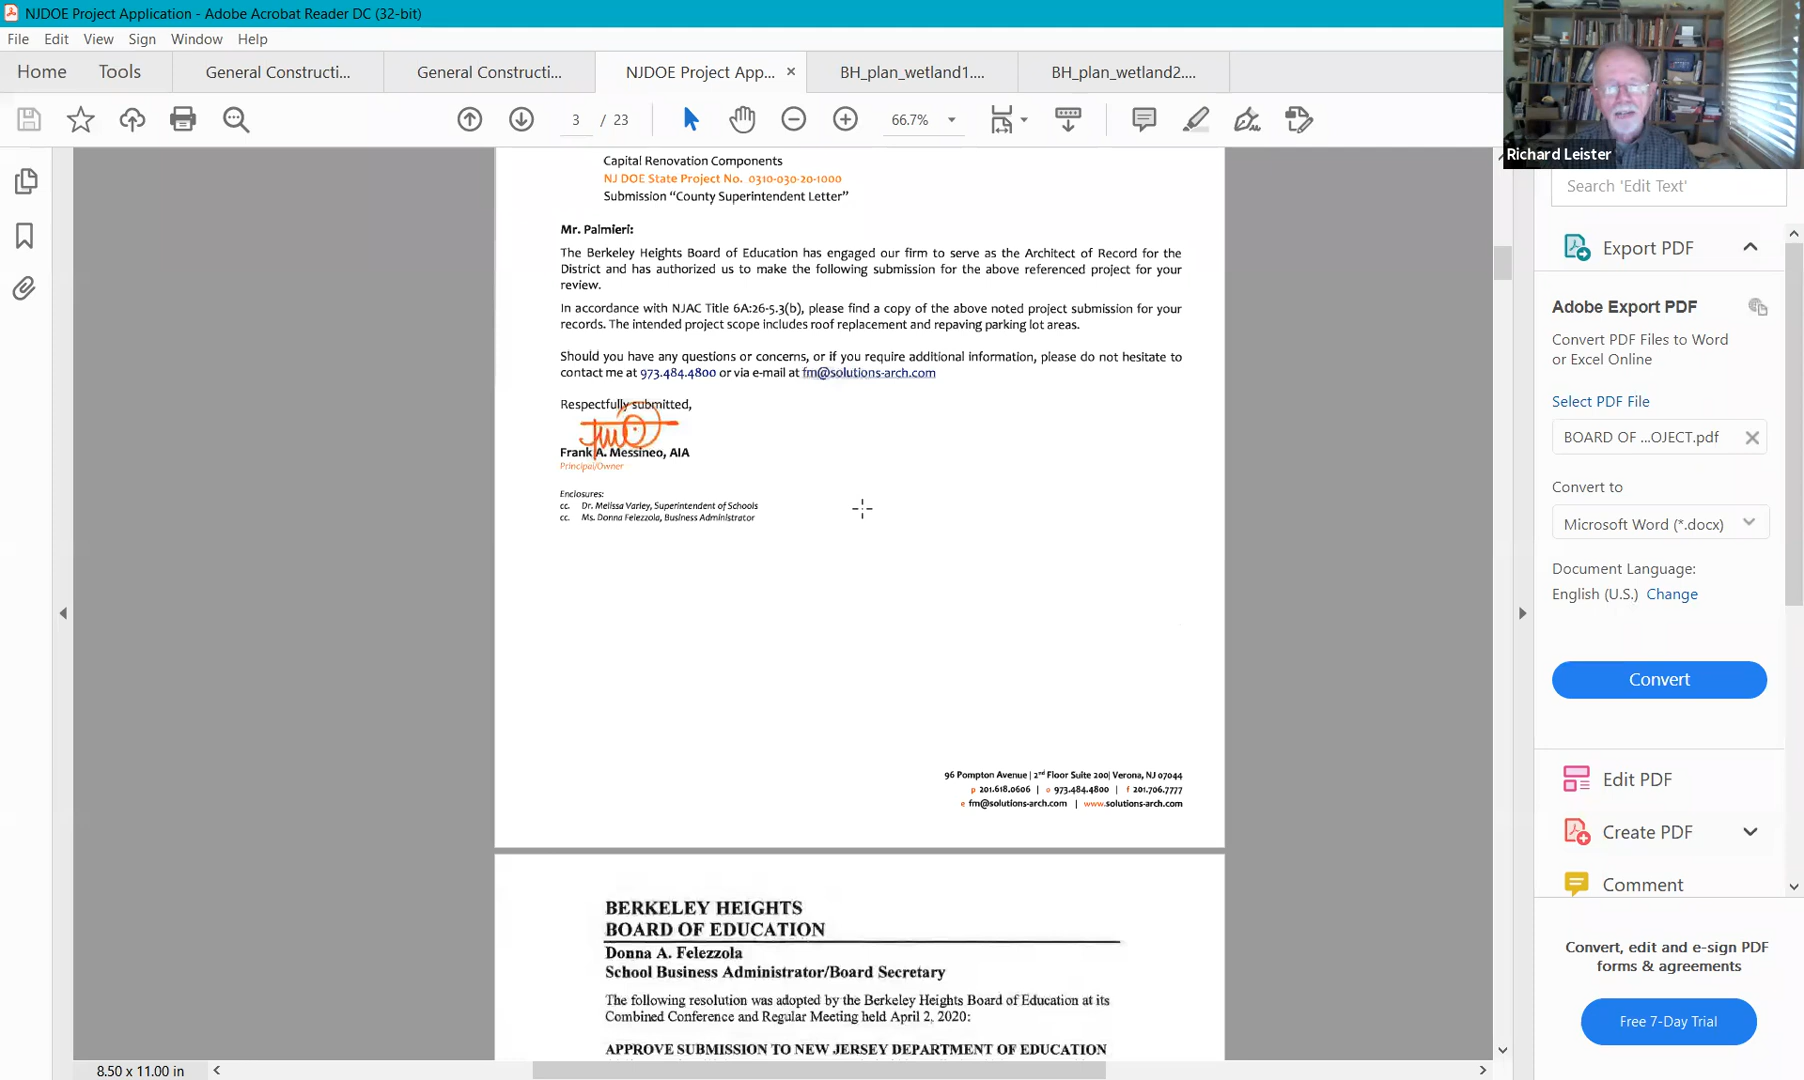 NJDOE Project Application - Adobe Acrobat Reader DC (32-bit)
File Edit View Sign Window Help
Home Tools General Constructi... General Constructi... NJDOE Project App... × BH_plan_wetland1.... BH_plan_wetland2....
3 / 23 66.7%
Richard Leister
Capital Renovation Components
NJ DOE State Project No. 0310-030-20-1000
Submission “County Superintendent Letter”
Mr. Palmieri:
The Berkeley Heights Board of Education has engaged our firm to serve as the Architect of Record for the
District and has authorized us to make the following submission for the above referenced project for your
review.
In accordance with NJAC Title 6A:26-5.3(b), please find a copy of the above noted project submission for your
records. The intended project scope includes roof replacement and repaving parking lot areas.
Should you have any questions or concerns, or if you require additional information, please do not hesitate to
contact me at 973.484.4800 or via e-mail at fm@solutions-arch.com
Respectfully submitted,
Frank A. Messineo, AIA
Principal/Owner
Enclosures:
cc. Dr. Melissa Varley, Superintendent of Schools
cc. Ms. Donna Felezzola, Business Administrator
96 Pompton Avenue | 2nd Floor Suite 200| Verona, NJ 07044
p 201.618.0606 | o 973.484.4800 | f 201.706.7777
e fm@solutions-arch.com | www.solutions-arch.com
BERKELEY HEIGHTS
BOARD OF EDUCATION
Donna A. Felezzola
School Business Administrator/Board Secretary
The following resolution was adopted by the Berkeley Heights Board of Education at its
Combined Conference and Regular Meeting held April 2, 2020:
APPROVE SUBMISSION TO NEW JERSEY DEPARTMENT OF EDUCATION
8.50 x 11.00 in
Search 'Edit Text'
Export PDF
Adobe Export PDF
Convert PDF Files to Word
or Excel Online
Select PDF File
BOARD OF ...OJECT.pdf
Convert to
Microsoft Word (*.docx)
Document Language:
English (U.S.) Change
Convert
Edit PDF
Create PDF
Comment
Convert, edit and e-sign PDF
forms & agreements
Free 7-Day Trial